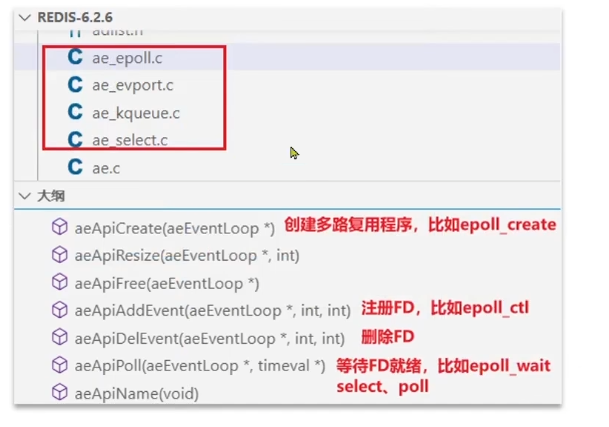 REDIS-6.2.6
adlist.h
C ae_epoll.c
C ae_evport.c
C ae_kqueue.c
C ae_select.c
C ae.c
大纲
aeApiCreate(aeEventLoop *) 创建多路复用程序，比如epoll_create
aeApiResize(aeEventLoop *, int)
aeApiFree(aeEventLoop *)
aeApiAddEvent(aeEventLoop *, int, int) 注册FD，比如epoll_ctl
aeApiDelEvent(aeEventLoop *, int, int) 删除FD
aeApiPoll(aeEventLoop *, timeval *) 等待FD就绪，比如epoll_wait
select、poll
aeApiName(void)